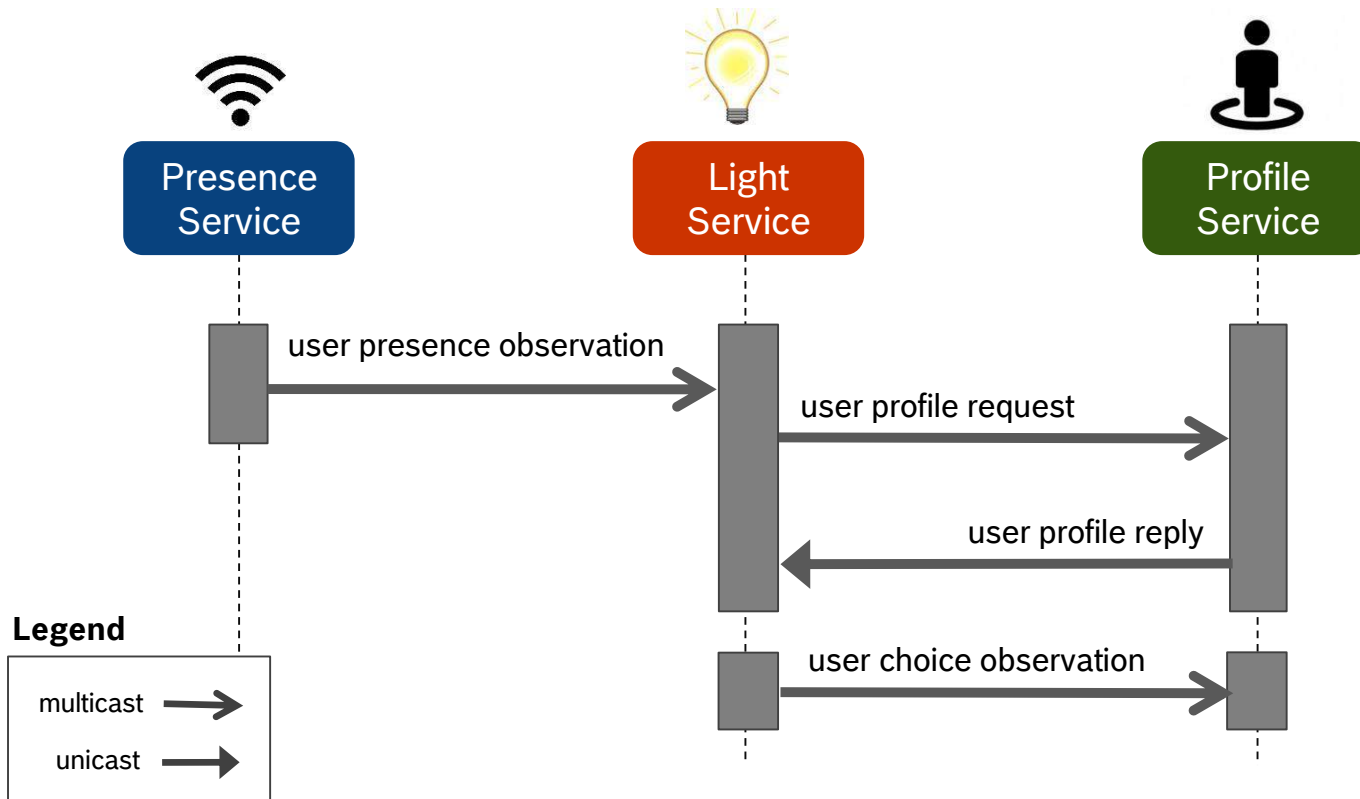 Presence
Service
Light
Service
Profile
Service
user presence observation
user profile request
user profile reply
user choice observation
Legend
multicast
unicast